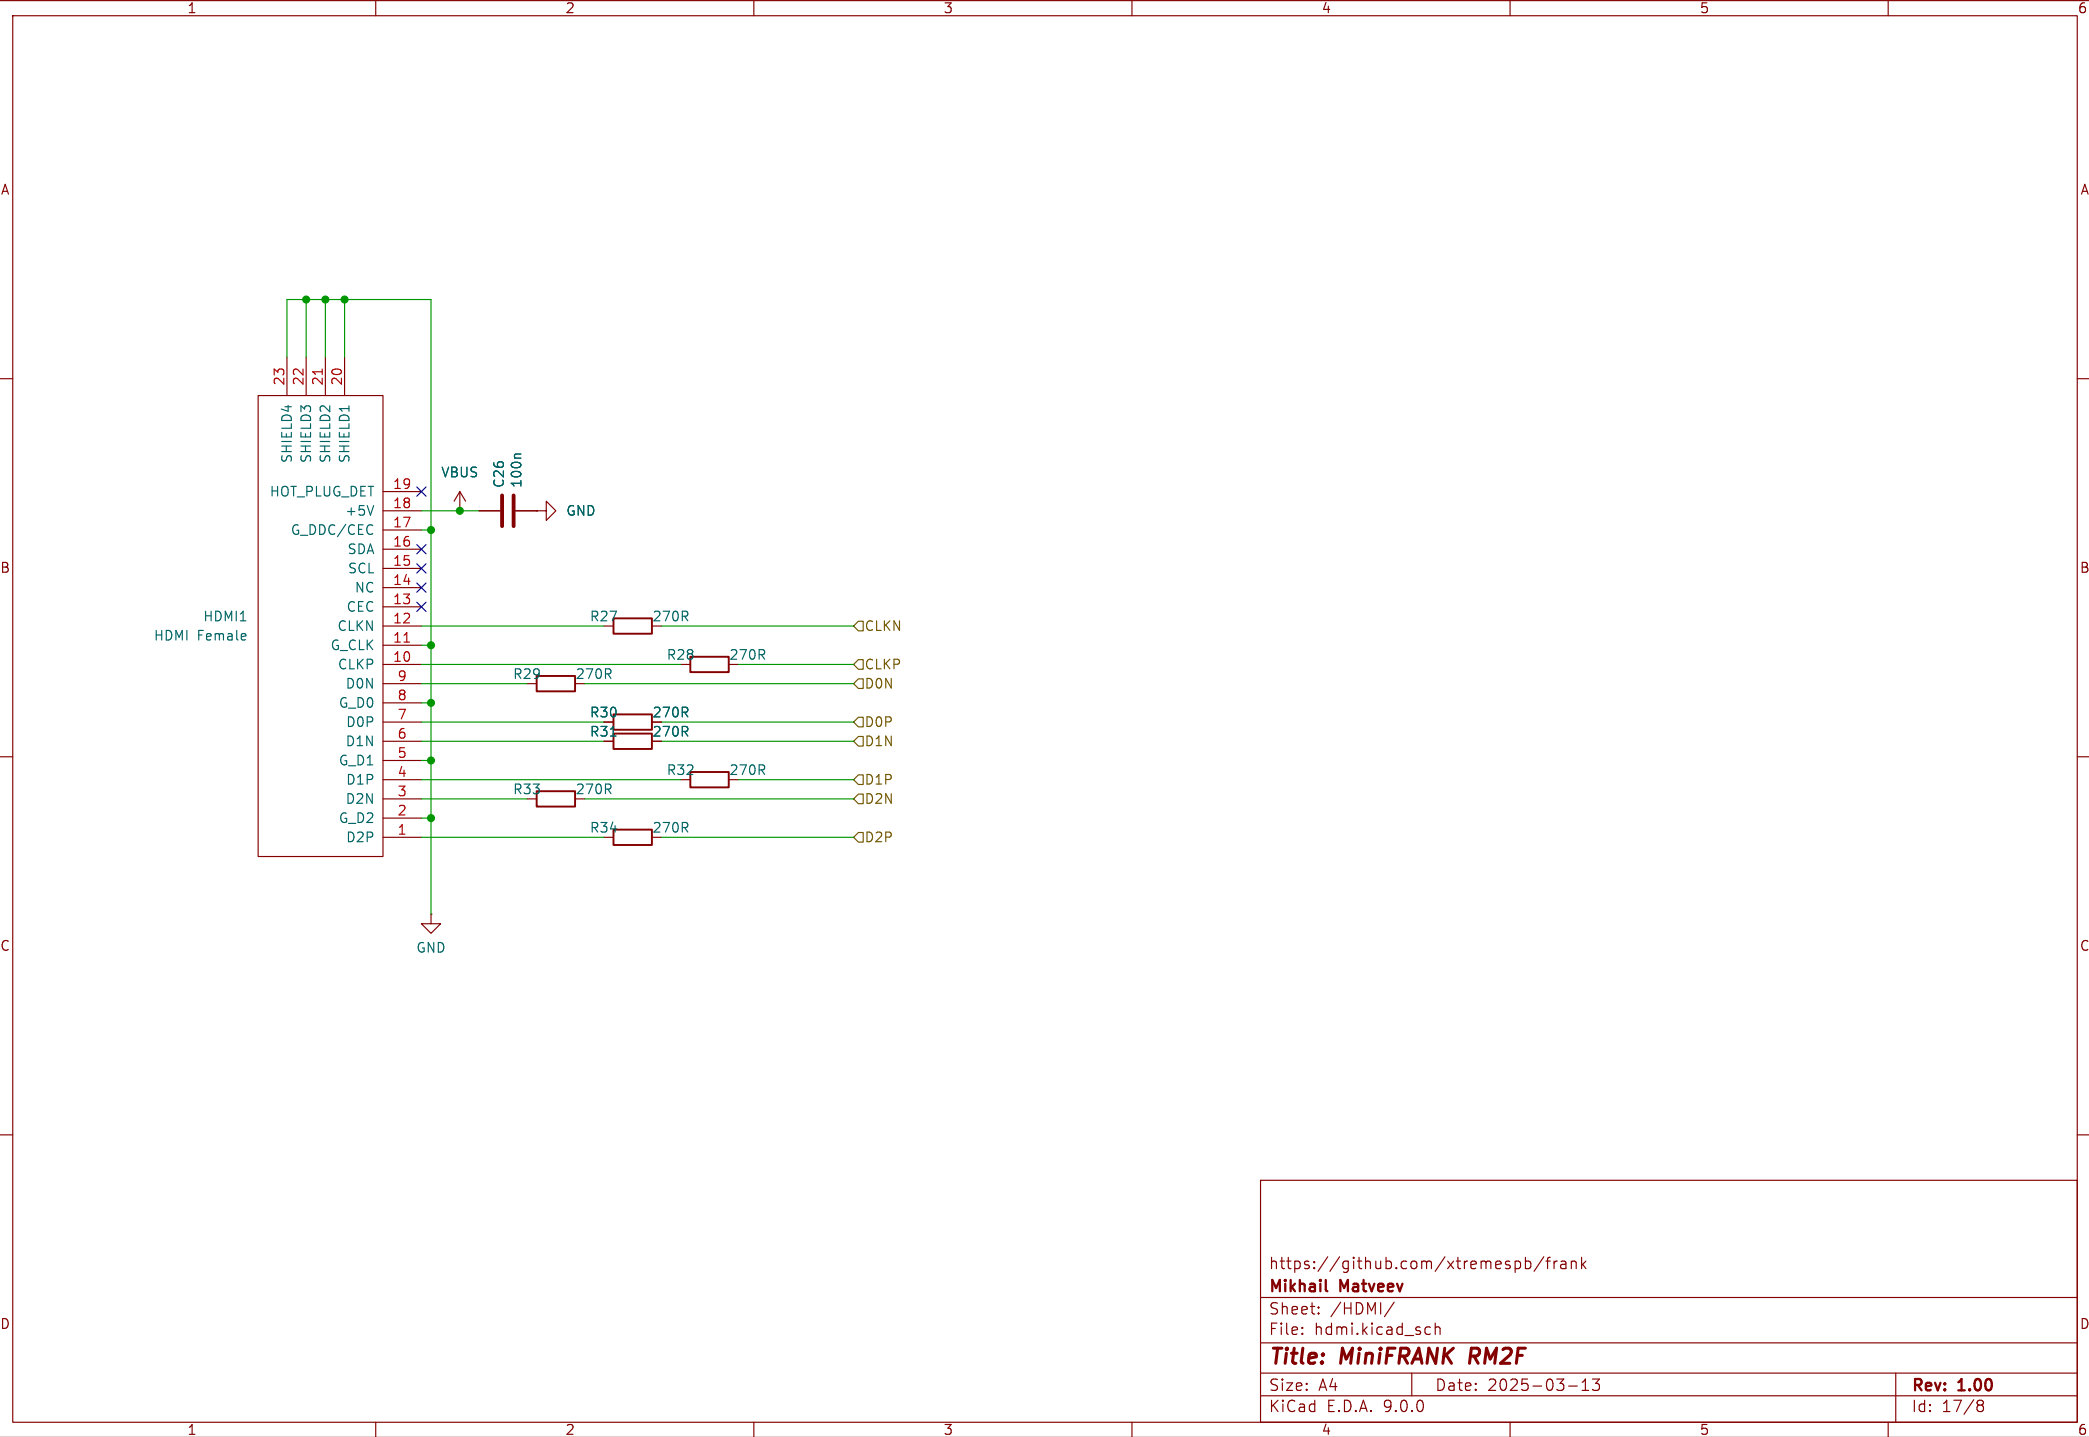 1 2 3 4 5 6
A A
B B
C C
D D
23 22 21 20
SHIELD4 SHIELD3 SHIELD2 SHIELD1
HDMI1
HDMI Female
HOT_PLUG_DET 19
+5V 18
G_DDC/CEC 17
SDA 16
SCL 15
NC 14
CEC 13
CLKN 12
G_CLK 11
CLKP 10
D0N 9
G_D0 8
D0P 7
D1N 6
G_D1 5
D1P 4
D2N 3
G_D2 2
D2P 1
VBUS
C26
100n
GND
R27 270R CLKN
R28 270R CLKP
R29 270R D0N
R30 270R D0P
R31 270R D1N
R32 270R D1P
R33 270R D2N
R34 270R D2P
GND
https://github.com/xtremespb/frank
Mikhail Matveev
Sheet: /HDMI/
File: hdmi.kicad_sch
Title: MiniFRANK RM2F
Size: A4 Date: 2025-03-13 Rev: 1.00
KiCad E.D.A. 9.0.0 Id: 17/8
1 2 3 4 5 6